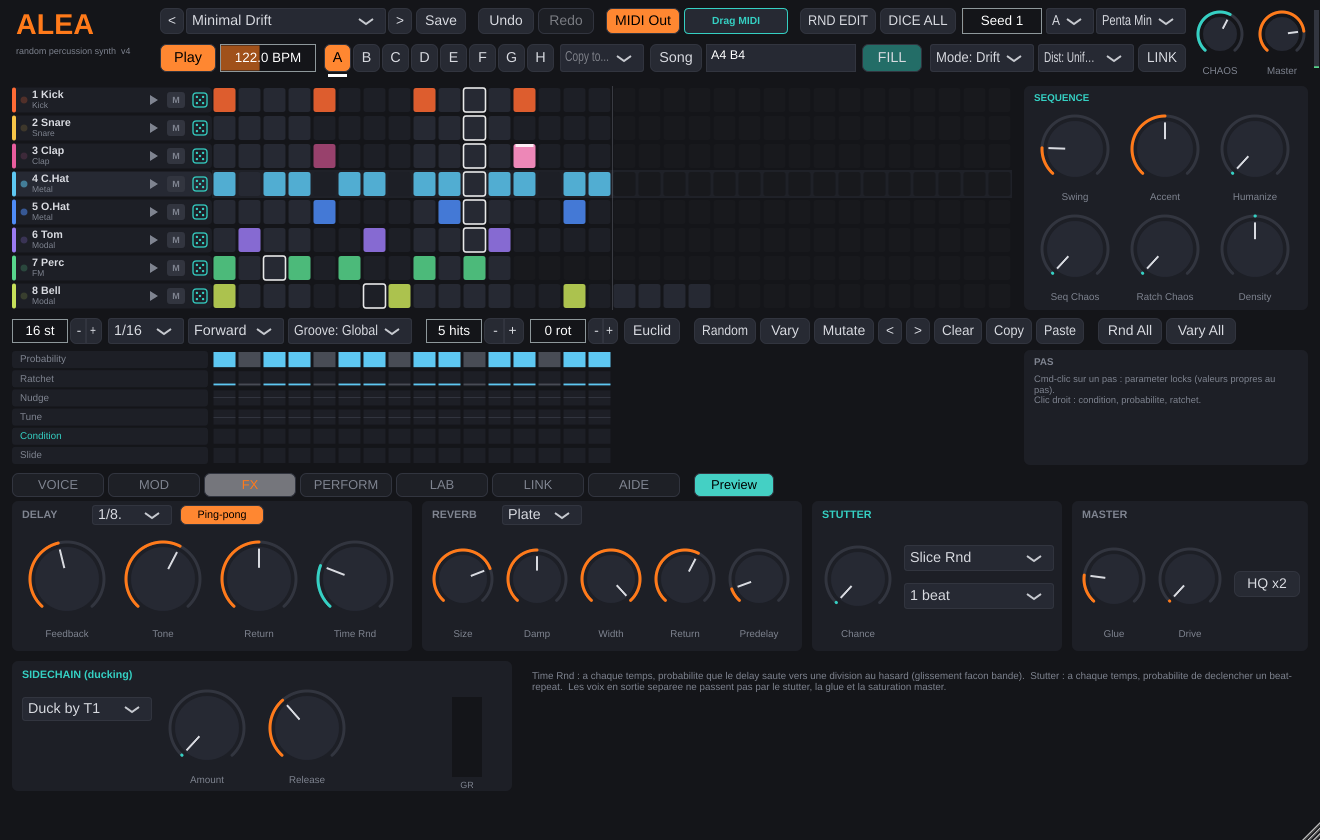 ALEA
random percussion synth v4
< Minimal Drift > Save Undo Redo MIDI Out Drag MIDI RND EDIT DICE ALL Seed 1 A Penta Min
Play 122.0 BPM A B C D E F G H Copy to... Song A4 B4 FILL Mode: Drift Dist: Unif... LINK
CHAOS Master
1 Kick
Kick
M
2 Snare
Snare
M
3 Clap
Clap
M
4 C.Hat
Metal
M
5 O.Hat
Metal
M
6 Tom
Modal
M
7 Perc
FM
M
8 Bell
Modal
M
SEQUENCE
Swing Accent Humanize
Seq Chaos Ratch Chaos Density
16 st - + 1/16 Forward Groove: Global 5 hits - + 0 rot - + Euclid Random Vary Mutate < > Clear Copy Paste Rnd All Vary All
Probability
Ratchet
Nudge
Tune
Condition
Slide
PAS
Cmd-clic sur un pas : parameter locks (valeurs propres au
pas).
Clic droit : condition, probabilite, ratchet.
VOICE MOD FX PERFORM LAB LINK AIDE Preview
DELAY 1/8. Ping-pong
Feedback Tone Return Time Rnd
REVERB Plate
Size Damp Width Return Predelay
STUTTER
Slice Rnd
1 beat
Chance
MASTER
HQ x2
Glue Drive
SIDECHAIN (ducking)
Duck by T1
Amount Release
GR
Time Rnd : a chaque temps, probabilite que le delay saute vers une division au hasard (glissement facon bande).  Stutter : a chaque temps, probabilite de declencher un beat-
repeat.  Les voix en sortie separee ne passent pas par le stutter, la glue et la saturation master.